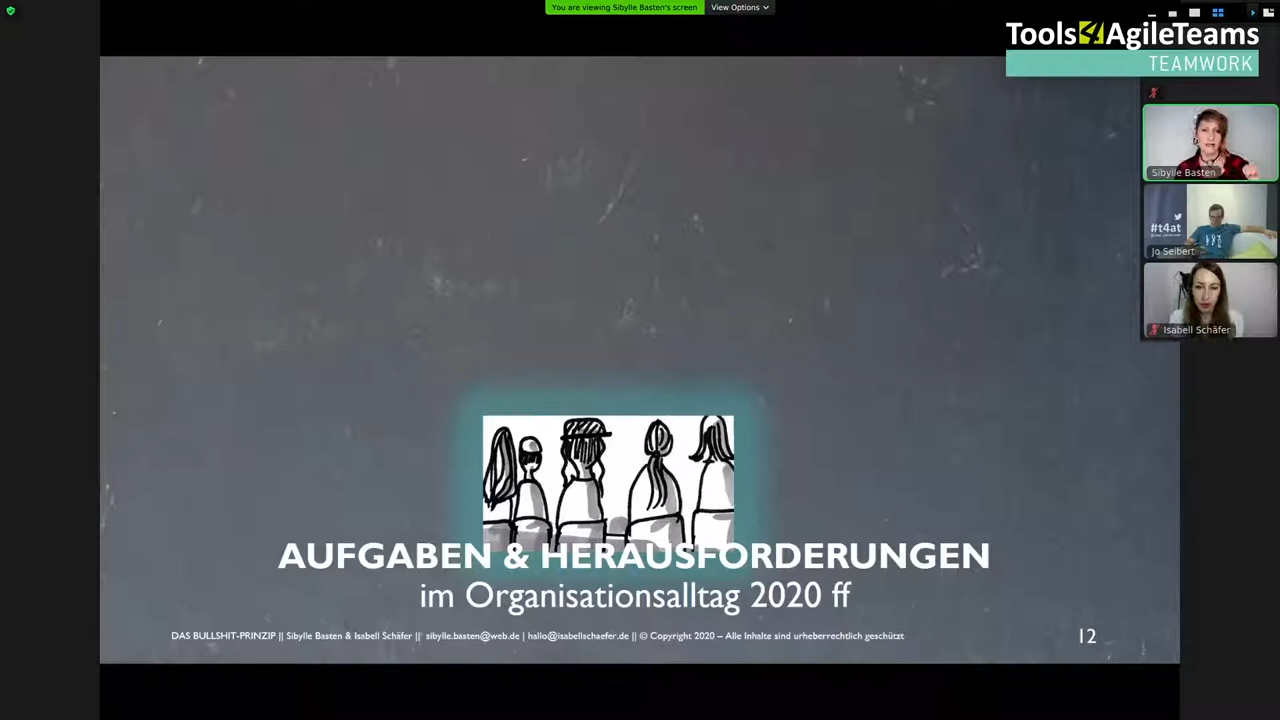 You are viewing Sibylle Basten's screen
View Options
Tools4AgileTeams
TEAMWORK
Sibylle Basten
#t4at
Jo Seibert
Isabell Schäfer
AUFGABEN & HERAUSFORDERUNGEN
im Organisationsalltag 2020 ff
DAS BULLSHIT-PRINZIP || Sibylle Basten & Isabell Schäfer || sibylle.basten@web.de | hallo@isabellschaefer.de || © Copyright 2020 – Alle Inhalte sind urheberrechtlich geschützt
12